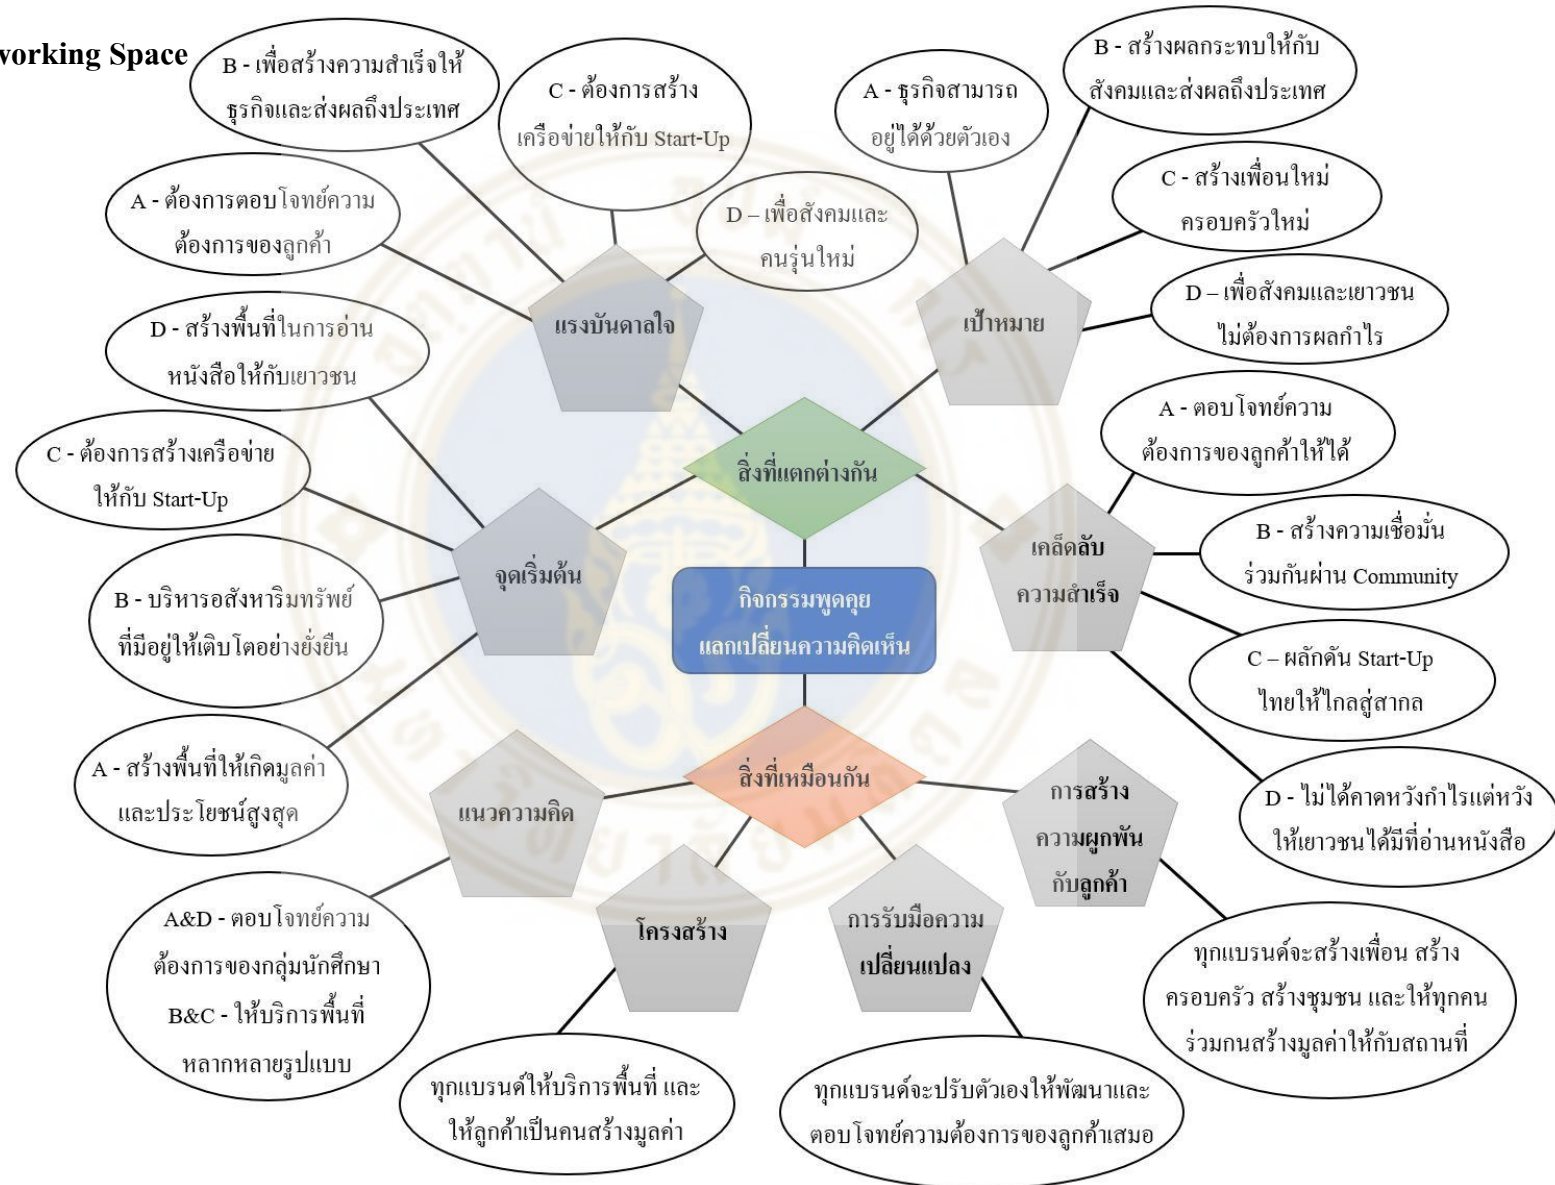 working Space
B - เพื่อสร้างความสำเร็จให้
ธุรกิจและส่งผลถึงประเทศ
C - ต้องการสร้าง
เครือข่ายให้กับ Start-Up
A - ธุรกิจสามารถ
อยู่ได้ด้วยตัวเอง
B - สร้างผลกระทบให้กับ
สังคมและส่งผลถึงประเทศ
A - ต้องการตอบโจทย์ความ
ต้องการของลูกค้า
D – เพื่อสังคมและ
คนรุ่นใหม่
C - สร้างเพื่อนใหม่
ครอบครัวใหม่
D - สร้างพื้นที่ในการอ่าน
หนังสือให้กับเยาวชน
แรงบันดาลใจ
เป้าหมาย
D – เพื่อสังคมและเยาวชน
ไม่ต้องการผลกำไร
A - ตอบโจทย์ความ
ต้องการของลูกค้าให้ได้
C - ต้องการสร้างเครือข่าย
ให้กับ Start-Up
สิ่งที่แตกต่างกัน
จุดเริ่มต้น
เคล็ดลับ
ความสำเร็จ
B - สร้างความเชื่อมั่น
ร่วมกันผ่าน Community
B - บริหารอสังหาริมทรัพย์
ที่มีอยู่ให้เติบโตอย่างยั่งยืน
กิจกรรมพูดคุย
แลกเปลี่ยนความคิดเห็น
C – ผลักดัน Start-Up
ไทยให้ไกลสู่สากล
A - สร้างพื้นที่ให้เกิดมูลค่า
และประโยชน์สูงสุด
แนวความคิด
สิ่งที่เหมือนกัน
การสร้าง
ความผูกพัน
กับลูกค้า
D - ไม่ได้คาดหวังกำไรแต่หวัง
ให้เยาวชนได้มีที่อ่านหนังสือ
A&D - ตอบโจทย์ความ
ต้องการของกลุ่มนักศึกษา
B&C - ให้บริการพื้นที่
หลากหลายรูปแบบ
โครงสร้าง
การรับมือความ
เปลี่ยนแปลง
ทุกแบรนด์จะสร้างเพื่อน สร้าง
ครอบครัว สร้างชุมชน และให้ทุกคน
ร่วมกนสร้างมูลค่าให้กับสถานที่
ทุกแบรนด์ให้บริการพื้นที่ และ
ให้ลูกค้าเป็นคนสร้างมูลค่า
ทุกแบรนด์จะปรับตัวเองให้พัฒนาและ
ตอบโจทย์ความต้องการของลูกค้าเสมอ